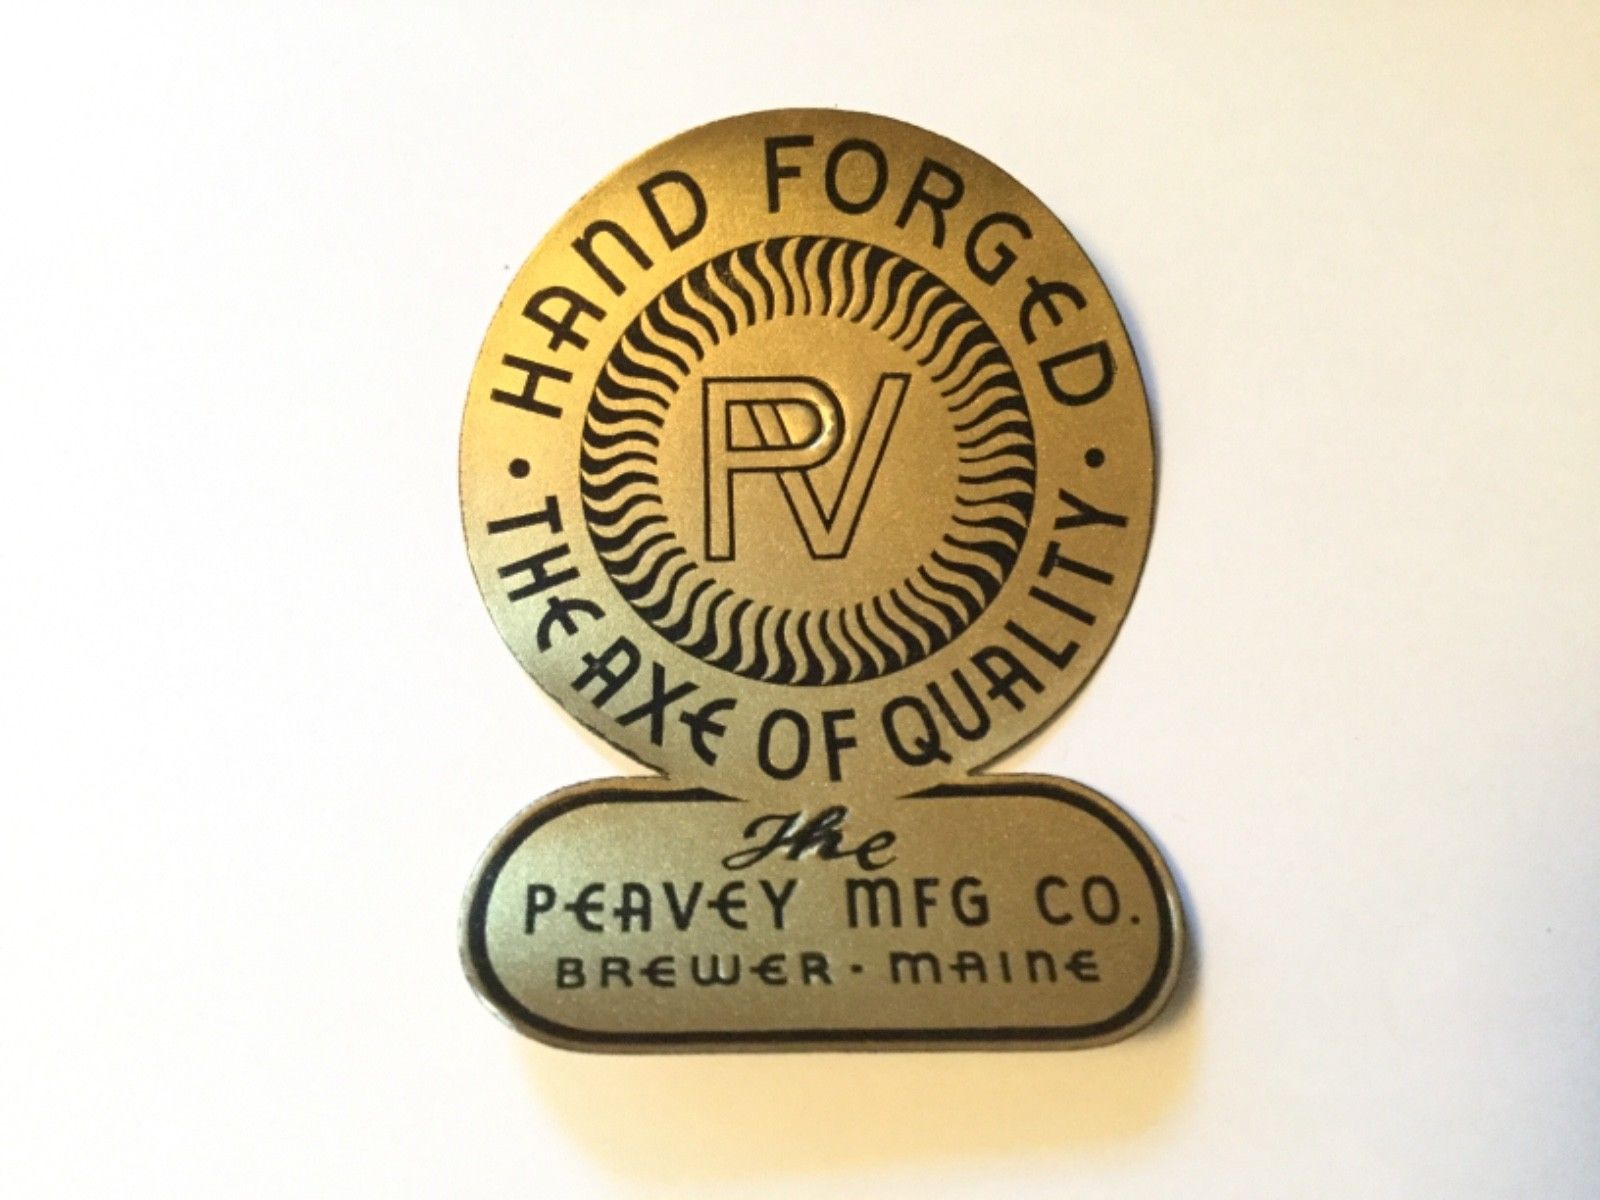 HAND FORGED
· THE AXE OF QUALITY ·
PV
The
PEAVEY MFG CO.
BREWER - MAINE